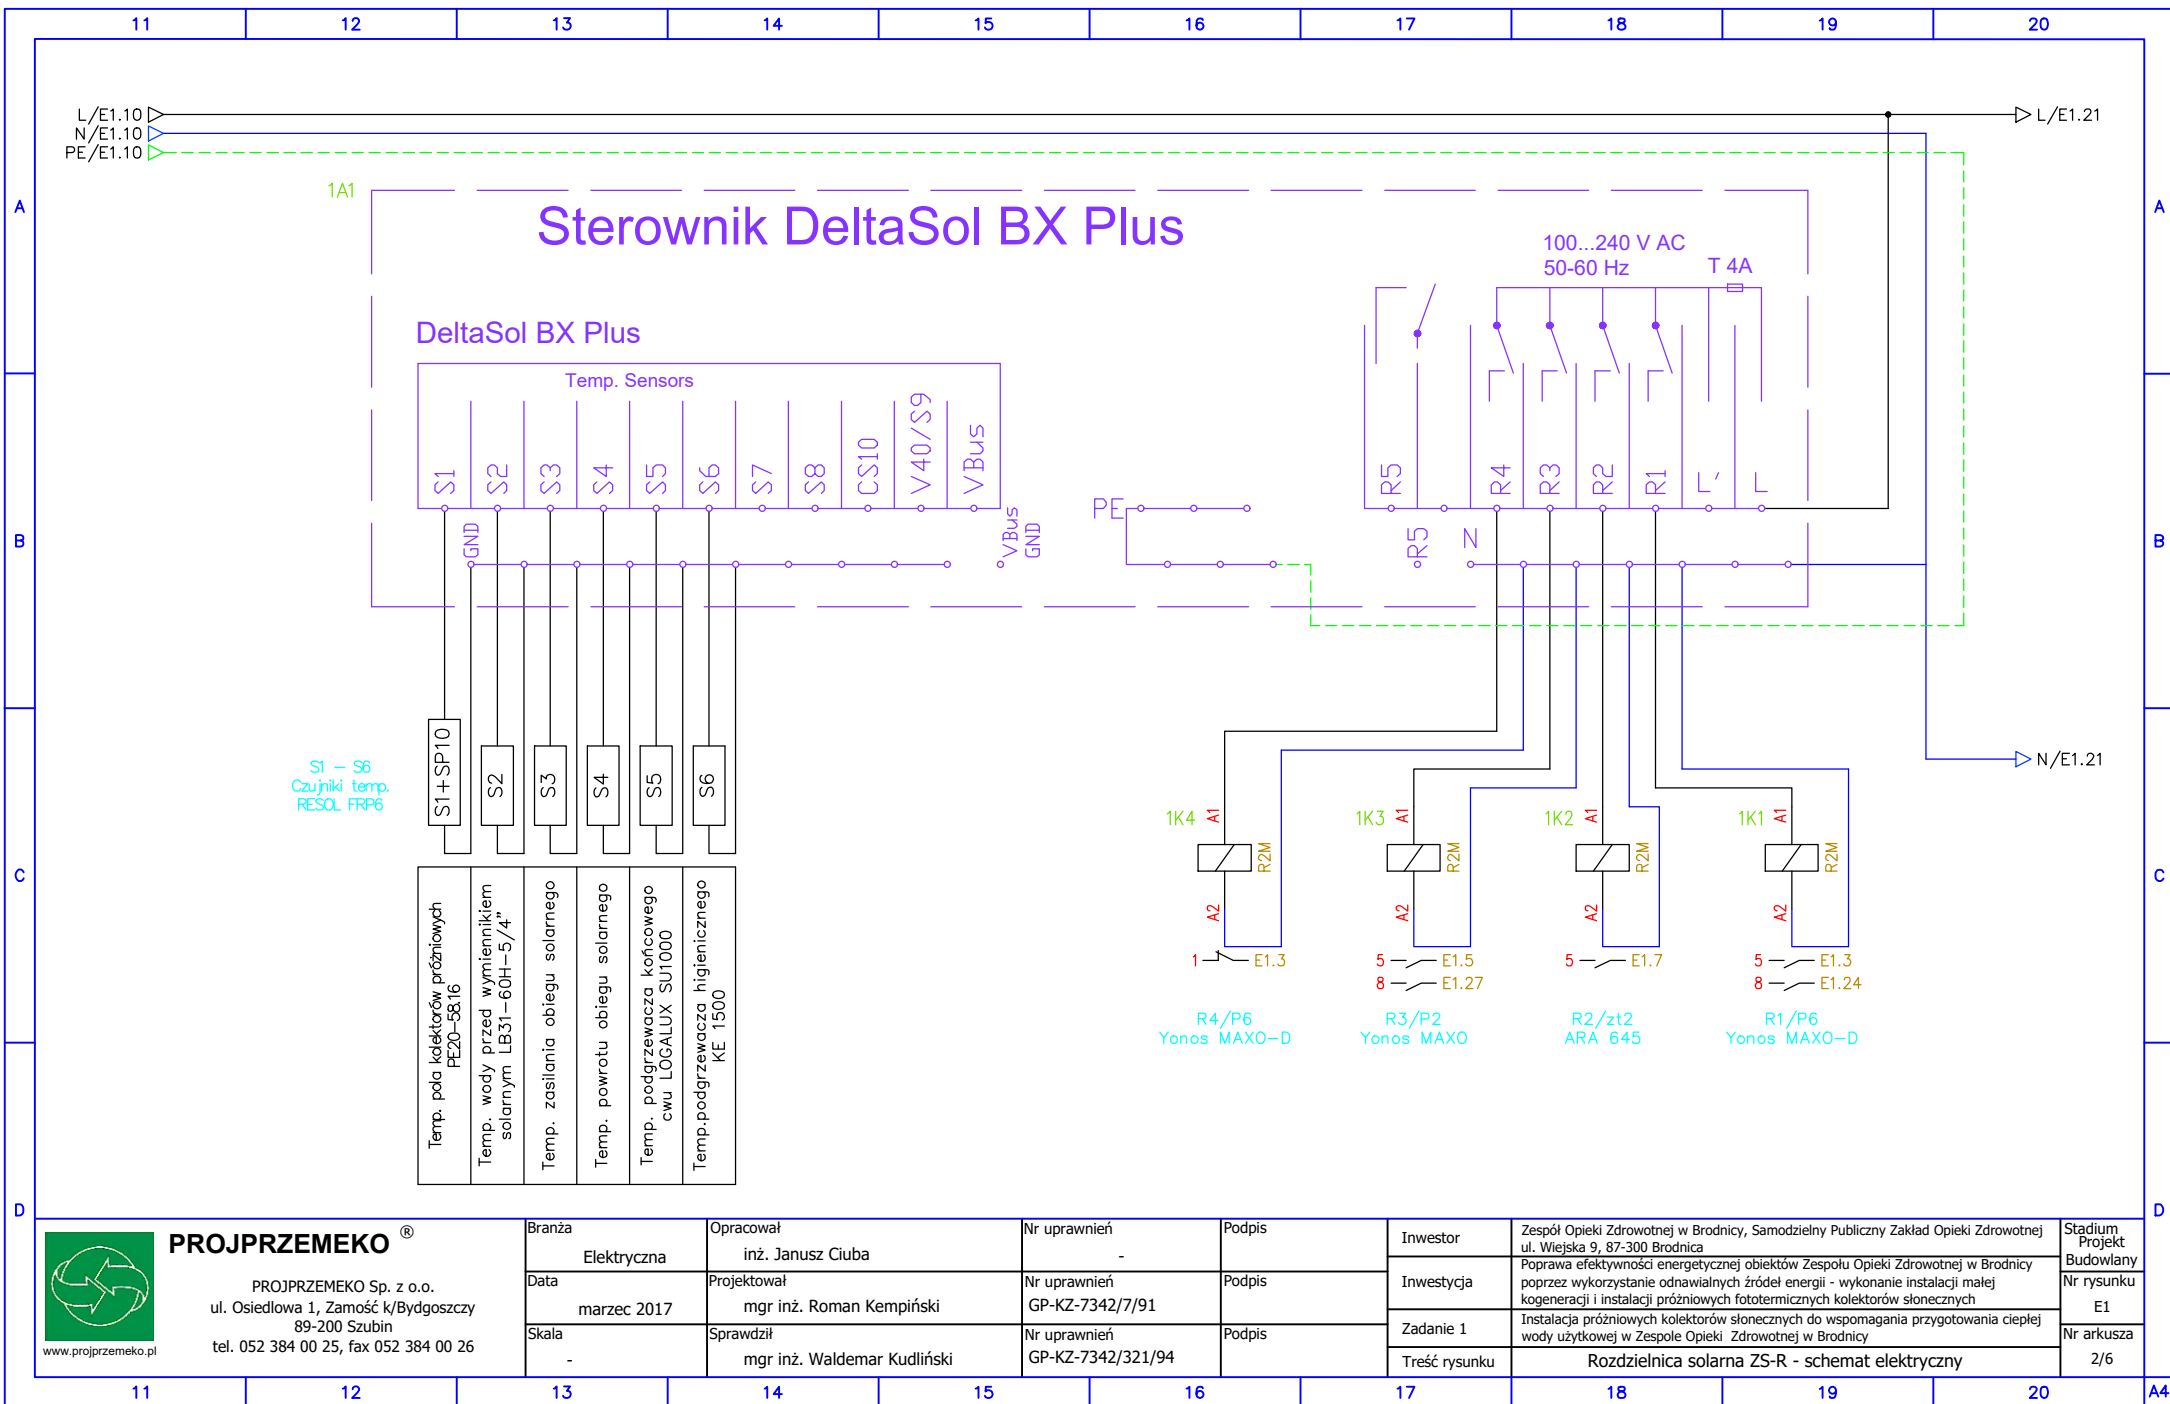 11 12 13 14 15 16 17 18 19 20
L/E1.10
N/E1.10
PE/E1.10
L/E1.21
A
A
1A1
Sterownik DeltaSol BX Plus
100...240 V AC
50-60 Hz
T 4A
DeltaSol BX Plus
Temp. Sensors
S1
S2
S3
S4
S5
S6
S7
S8
CS10
V40/S9
VBus
GND
VBus
GND
PE
R5
R4
R3
R2
R1
L'
L
R5
N
B
B
N/E1.21
S1 – S6
Czujniki temp.
RESOL FRP6
S1+SP10
S2
S3
S4
S5
S6
1K4
A1
R2M
A2
1K3
A1
R2M
A2
1K2
A1
R2M
A2
1K1
A1
R2M
A2
C
C
1 E1.3
5 E1.5
8 E1.27
5 E1.7
5 E1.3
8 E1.24
R4/P6
Yonos MAXO–D
R3/P2
Yonos MAXO
R2/zt2
ARA 645
R1/P6
Yonos MAXO–D
Temp. pola kolektorów próżniowych
PE20–5816
Temp. wody przed wymiennikiem
solarnym LB31–60H–5/4"
Temp. zasilania obiegu solarnego
Temp. powrotu obiegu solarnego
Temp. podgrzewacza końcowego
cwu LOGALUX SU1000
Temp.podgrzewacza higienicznego
KE 1500
D
D
PROJPRZEMEKO ®
PROJPRZEMEKO Sp. z o.o.
ul. Osiedlowa 1, Zamość k/Bydgoszczy
89-200 Szubin
tel. 052 384 00 25, fax 052 384 00 26
www.projprzemeko.pl
Branża
Elektryczna
Data
marzec 2017
Skala
-
Opracował
inż. Janusz Ciuba
Projektował
mgr inż. Roman Kempiński
Sprawdził
mgr inż. Waldemar Kudliński
Nr uprawnień
-
Nr uprawnień
GP-KZ-7342/7/91
Nr uprawnień
GP-KZ-7342/321/94
Podpis
Podpis
Podpis
Inwestor
Zespół Opieki Zdrowotnej w Brodnicy, Samodzielny Publiczny Zakład Opieki Zdrowotnej
ul. Wiejska 9, 87-300 Brodnica
Inwestycja
Poprawa efektywności energetycznej obiektów Zespołu Opieki Zdrowotnej w Brodnicy
poprzez wykorzystanie odnawialnych źródeł energii - wykonanie instalacji małej
kogeneracji i instalacji próżniowych fototermicznych kolektorów słonecznych
Zadanie 1
Instalacja próżniowych kolektorów słonecznych do wspomagania przygotowania ciepłej
wody użytkowej w Zespole Opieki Zdrowotnej w Brodnicy
Treść rysunku
Rozdzielnica solarna ZS-R - schemat elektryczny
Stadium
Projekt
Budowlany
Nr rysunku
E1
Nr arkusza
2/6
11 12 13 14 15 16 17 18 19 20 A4